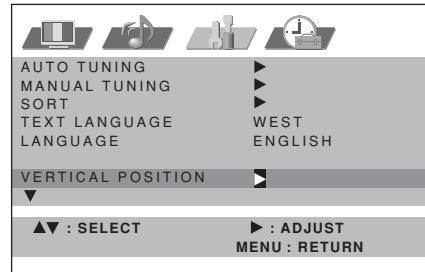 AUTO TUNING ▶
MANUAL TUNING ▶
SORT ▶
TEXT LANGUAGE WEST
LANGUAGE ENGLISH
VERTICAL POSITION ▶
▼
▲▼ : SELECT ▶ : ADJUST
MENU : RETURN